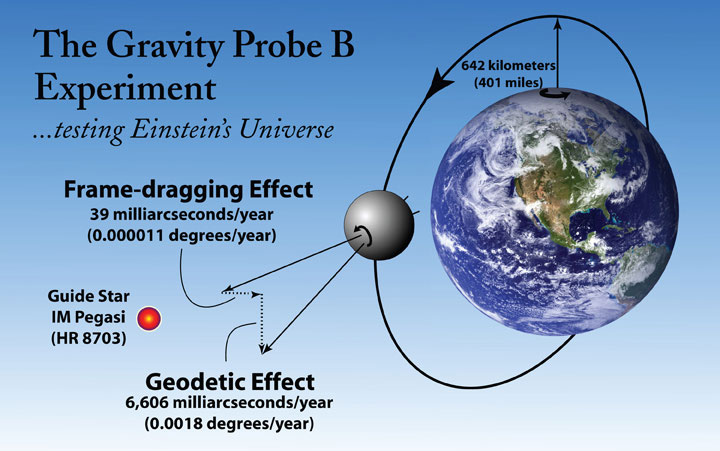 The Gravity Probe B
Experiment
...testing Einstein's Universe
642 kilometers
(401 miles)
Frame-dragging Effect
39 milliarcseconds/year
(0.000011 degrees/year)
Guide Star
IM Pegasi
(HR 8703)
Geodetic Effect
6,606 milliarcseconds/year
(0.0018 degrees/year)